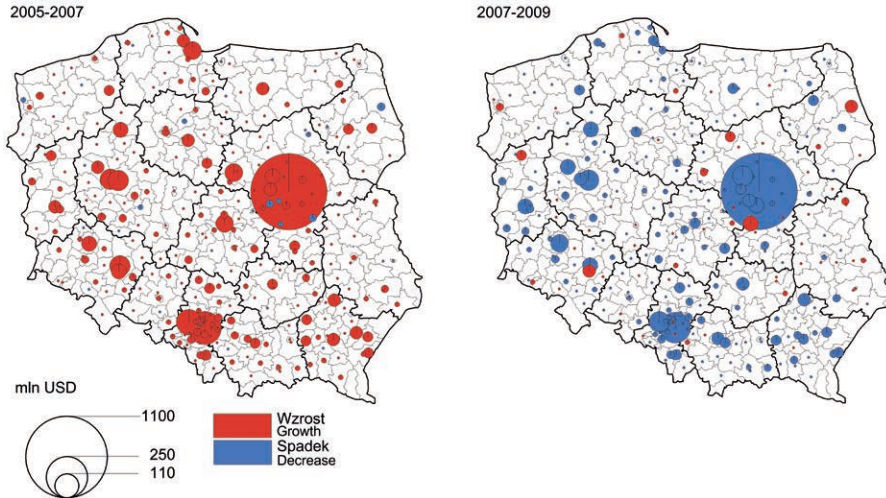 2005-2007
2007-2009
mln USD
1100
250
110
Wzrost
Growth
Spadek
Decrease